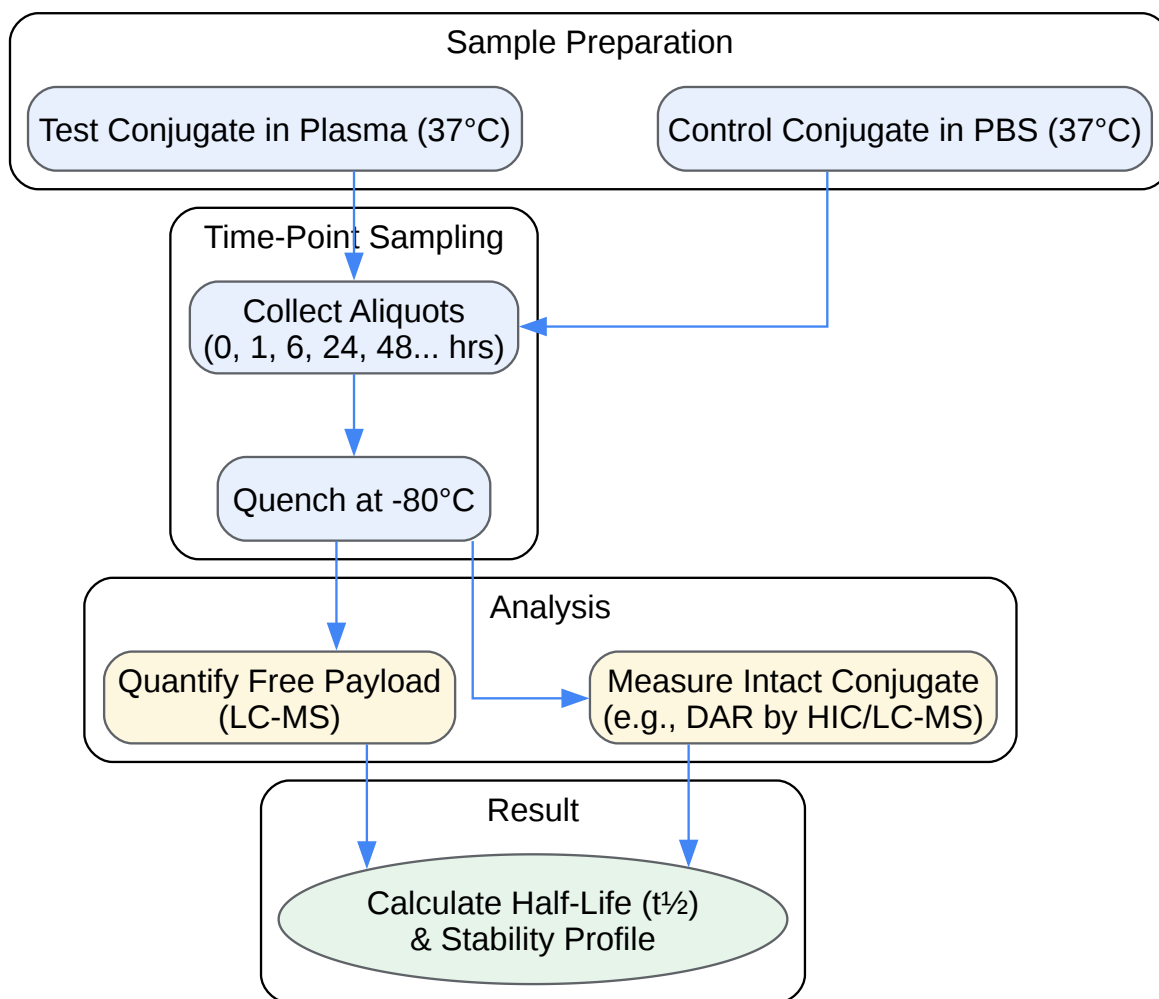 Sample Preparation
Test Conjugate in Plasma (37°C)
Control Conjugate in PBS (37°C)
Time-Point Sampling
Collect Aliquots
(0, 1, 6, 24, 48... hrs)
Quench at -80°C
Analysis
Quantify Free Payload
(LC-MS)
Measure Intact Conjugate
(e.g., DAR by HIC/LC-MS)
Result
Calculate Half-Life (t½)
& Stability Profile